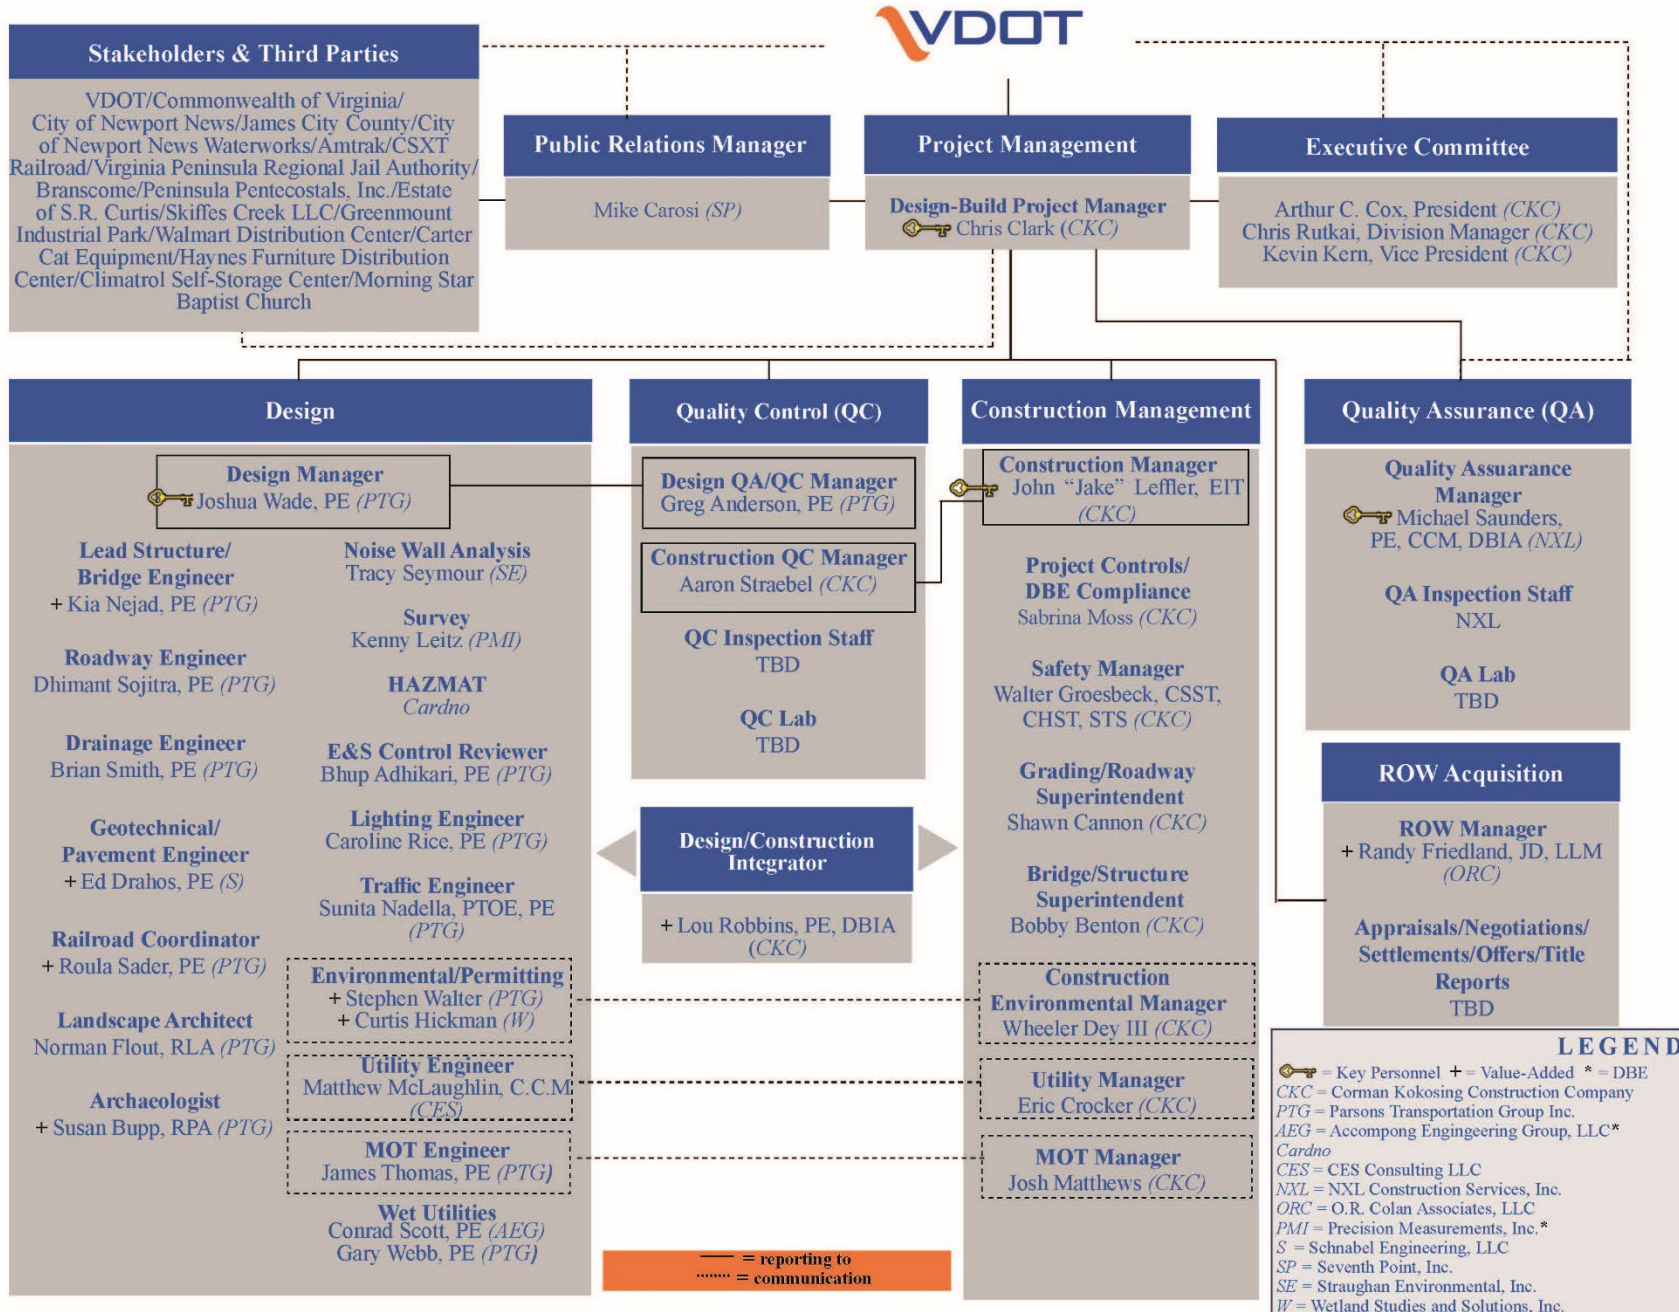 VDOT
Stakeholders & Third Parties
VDOT/Commonwealth of Virginia/
City of Newport News/James City County/City
of Newport News Waterworks/Amtrak/CSXT
Railroad/Virginia Peninsula Regional Jail Authority/
Branscome/Peninsula Pentecostals, Inc./Estate
of S.R. Curtis/Skiffes Creek LLC/Greenmount
Industrial Park/Walmart Distribution Center/Carter
Cat Equipment/Haynes Furniture Distribution
Center/Climatrol Self-Storage Center/Morning Star
Baptist Church
Public Relations Manager
Mike Carosi (SP)
Project Management
Design-Build Project Manager
Chris Clark (CKC)
Executive Committee
Arthur C. Cox, President (CKC)
Chris Rutkai, Division Manager (CKC)
Kevin Kern, Vice President (CKC)
Design
Design Manager
Joshua Wade, PE (PTG)
Lead Structure/
Bridge Engineer
+ Kia Nejad, PE (PTG)
Roadway Engineer
Dhimant Sojitra, PE (PTG)
Drainage Engineer
Brian Smith, PE (PTG)
Geotechnical/
Pavement Engineer
+ Ed Drahos, PE (S)
Railroad Coordinator
+ Roula Sader, PE (PTG)
Landscape Architect
Norman Flout, RLA (PTG)
Archaeologist
+ Susan Bupp, RPA (PTG)
Noise Wall Analysis
Tracy Seymour (SE)
Survey
Kenny Leitz (PMI)
HAZMAT
Cardno
E&S Control Reviewer
Bhup Adhikari, PE (PTG)
Lighting Engineer
Caroline Rice, PE (PTG)
Traffic Engineer
Sunita Nadella, PTOE, PE
(PTG)
Environmental/Permitting
+ Stephen Walter (PTG)
+ Curtis Hickman (W)
Utility Engineer
Matthew McLaughlin, C.C.M
(CES)
MOT Engineer
James Thomas, PE (PTG)
Wet Utilities
Conrad Scott, PE (AEG)
Gary Webb, PE (PTG)
Quality Control (QC)
Design QA/QC Manager
Greg Anderson, PE (PTG)
Construction QC Manager
Aaron Straebel (CKC)
QC Inspection Staff
TBD
QC Lab
TBD
Design/Construction
Integrator
+ Lou Robbins, PE, DBIA
(CKC)
Construction Management
Construction Manager
John “Jake” Leffler, EIT
(CKC)
Project Controls/
DBE Compliance
Sabrina Moss (CKC)
Safety Manager
Walter Groesbeck, CSST,
CHST, STS (CKC)
Grading/Roadway
Superintendent
Shawn Cannon (CKC)
Bridge/Structure
Superintendent
Bobby Benton (CKC)
Construction
Environmental Manager
Wheeler Dey III (CKC)
Utility Manager
Eric Crocker (CKC)
MOT Manager
Josh Matthews (CKC)
Quality Assurance (QA)
Quality Assuarance
Manager
Michael Saunders,
PE, CCM, DBIA (NXL)
QA Inspection Staff
NXL
QA Lab
TBD
ROW Acquisition
ROW Manager
+ Randy Friedland, JD, LLM
(ORC)
Appraisals/Negotiations/
Settlements/Offers/Title
Reports
TBD
= reporting to
= communication
LEGEND
= Key Personnel + = Value-Added * = DBE
CKC = Corman Kokosing Construction Company
PTG = Parsons Transportation Group Inc.
AEG = Accompong Engingeering Group, LLC*
Cardno
CES = CES Consulting LLC
NXL = NXL Construction Services, Inc.
ORC = O.R. Colan Associates, LLC
PMI = Precision Measurements, Inc.*
S = Schnabel Engineering, LLC
SP = Seventh Point, Inc.
SE = Straughan Environmental, Inc.
W = Wetland Studies and Solutions, Inc.